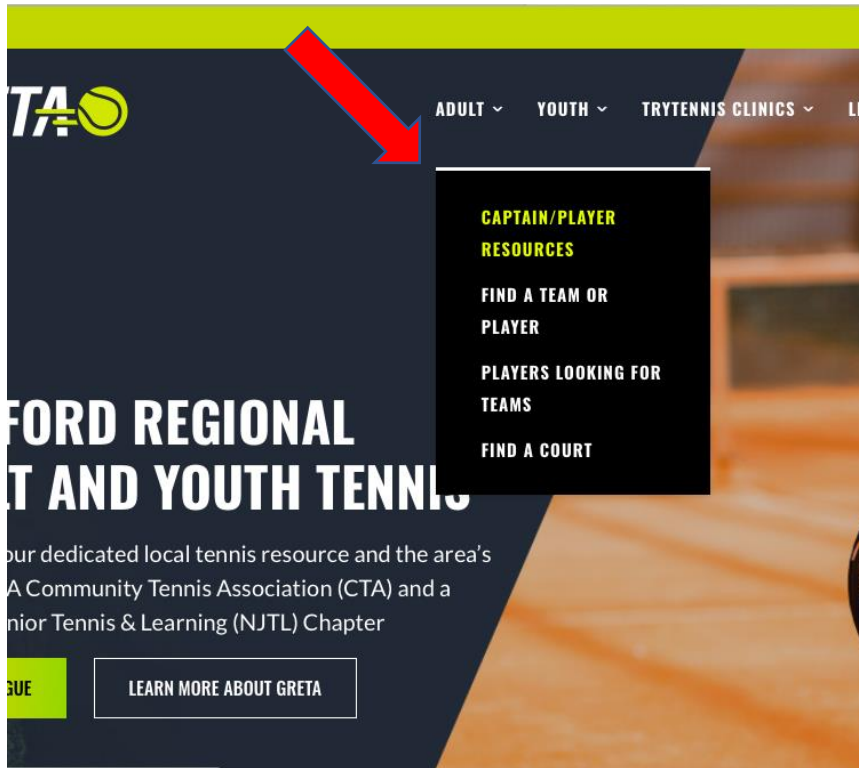 TA
ADULT YOUTH TRYTENNIS CLINICS
CAPTAIN/PLAYER
RESOURCES
FIND A TEAM OR
PLAYER
PLAYERS LOOKING FOR
TEAMS
FIND A COURT
FORD REGIONAL
T AND YOUTH TENNIS
our dedicated local tennis resource and the area's
A Community Tennis Association (CTA) and a
nior Tennis & Learning (NJTL) Chapter
GUE
LEARN MORE ABOUT GRETA